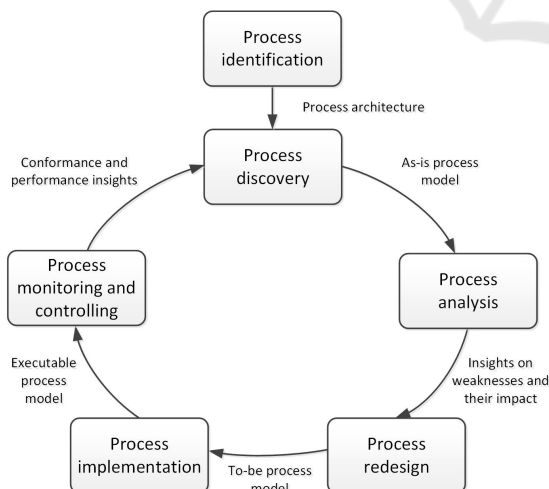 Process
identification
Process architecture
Process
discovery
Conformance and
performance insights
As-is process
model
Process
monitoring and
controlling
Process
analysis
Executable
process
model
Insights on
weaknesses and
their impact
Process
implementation
To-be process
model
Process
redesign